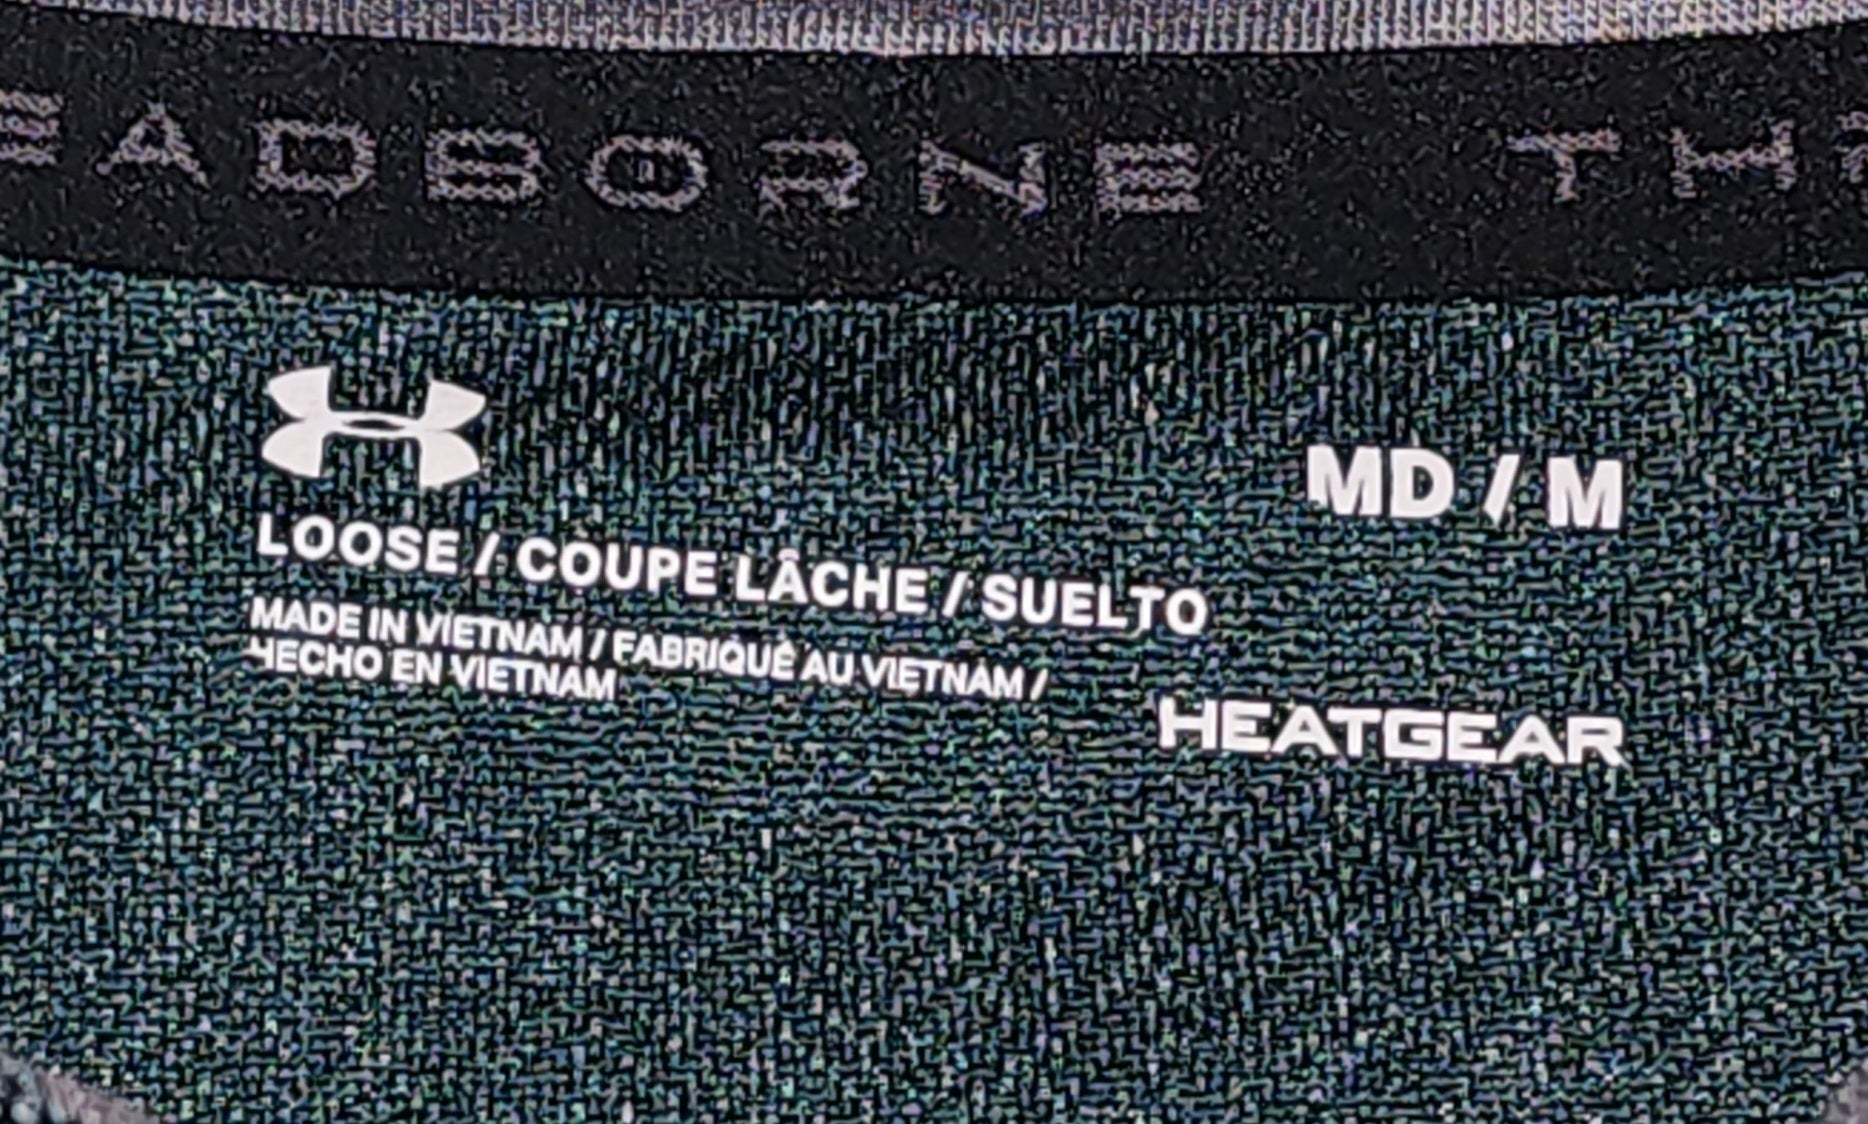 EADBORNE TH
MD / M
LOOSE / COUPE LÂCHE / SUELTO
MADE IN VIETNAM / FABRIQUÉ AU VIETNAM /
HECHO EN VIETNAM
HEATGEAR